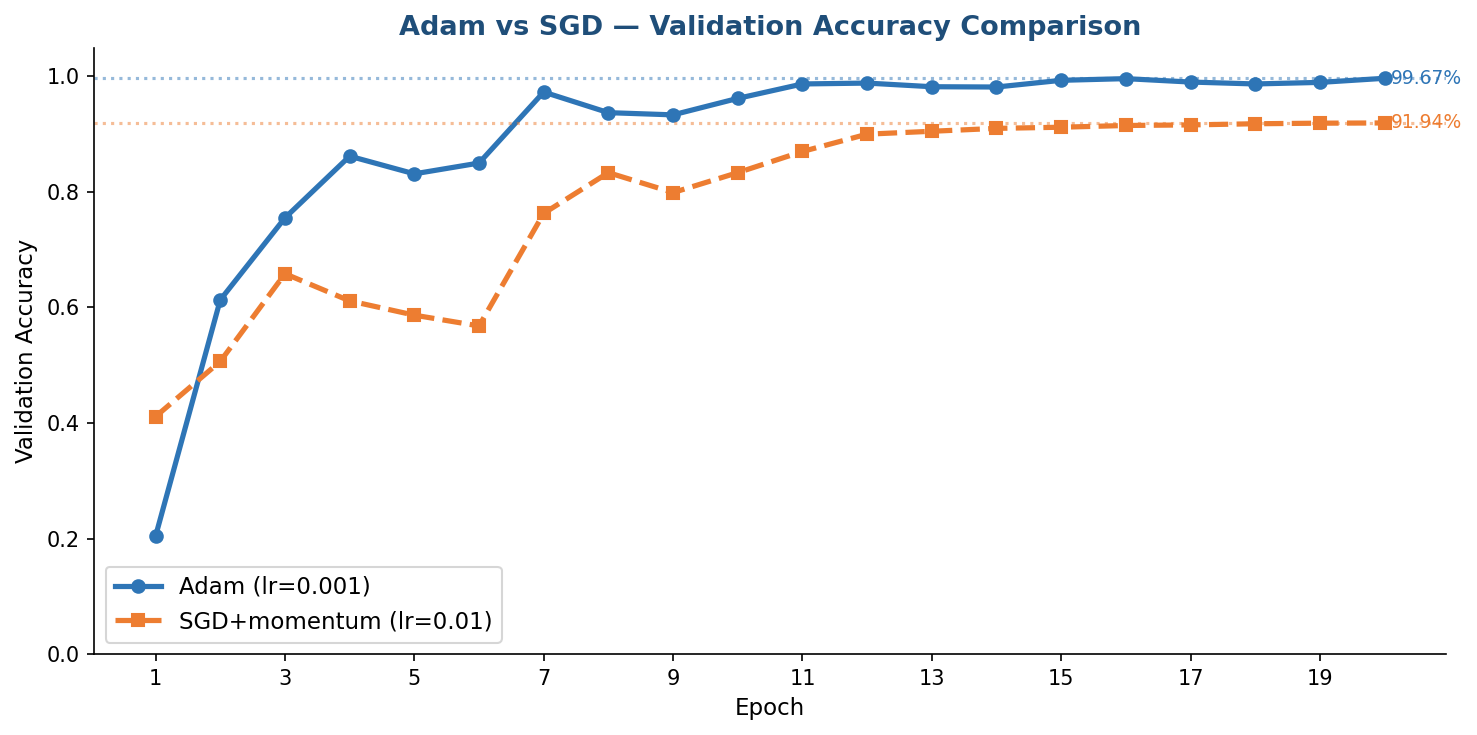 Adam vs SGD — Validation Accuracy Comparison
Validation Accuracy
1.0
0.8
0.6
0.4
0.2
0.0
99.67%
91.94%
Adam (lr=0.001)
SGD+momentum (lr=0.01)
1 3 5 7 9 11 13 15 17 19
Epoch